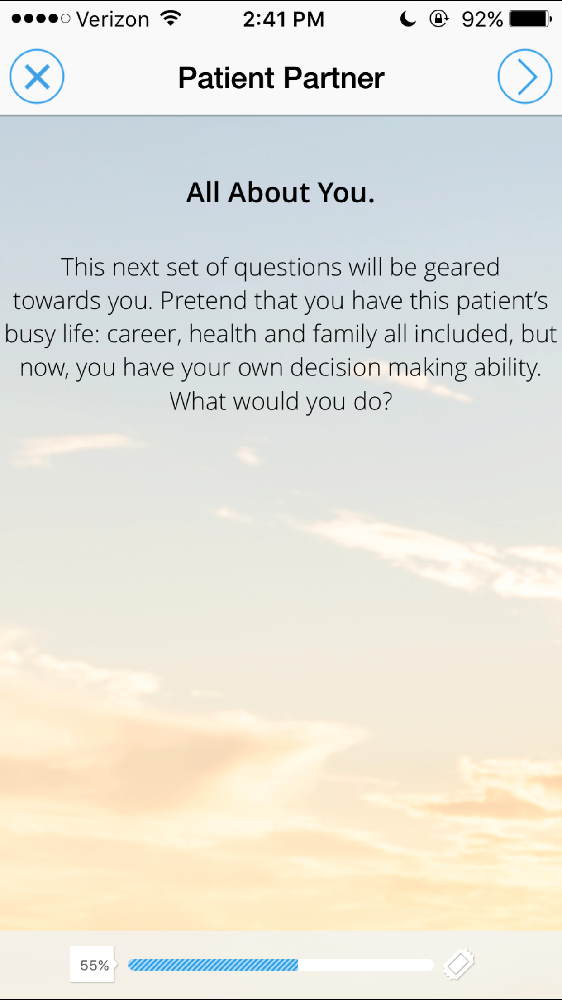 Verizon 2:41 PM 92%
Patient Partner
All About You.
This next set of questions will be geared
towards you. Pretend that you have this patient’s
busy life: career, health and family all included, but
now, you have your own decision making ability.
What would you do?
55%